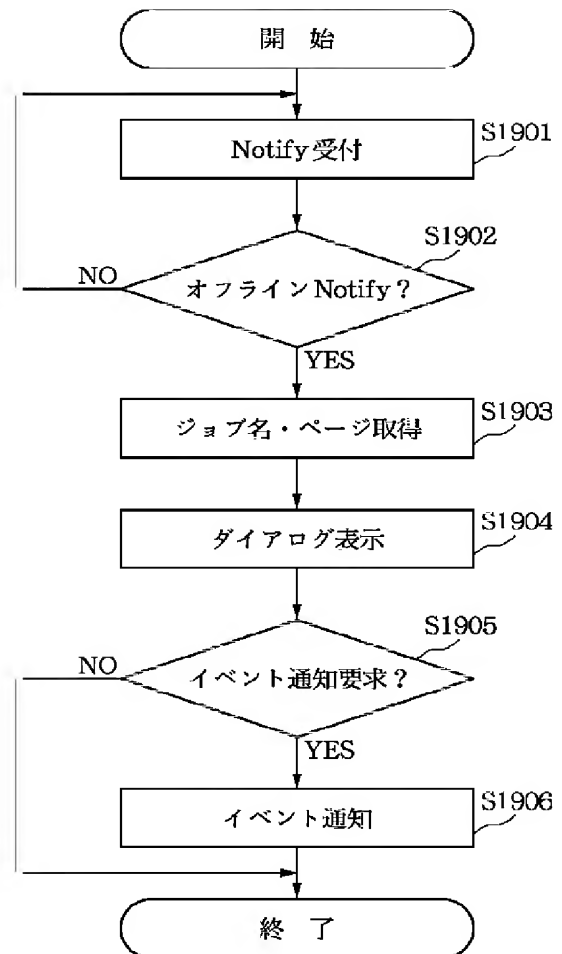 開 始
Notify受付
S1901
S1902
オフラインNotify？
NO
YES
ジョブ名・ページ取得
S1903
ダイアログ表示
S1904
S1905
イベント通知要求？
NO
YES
イベント通知
S1906
終 了